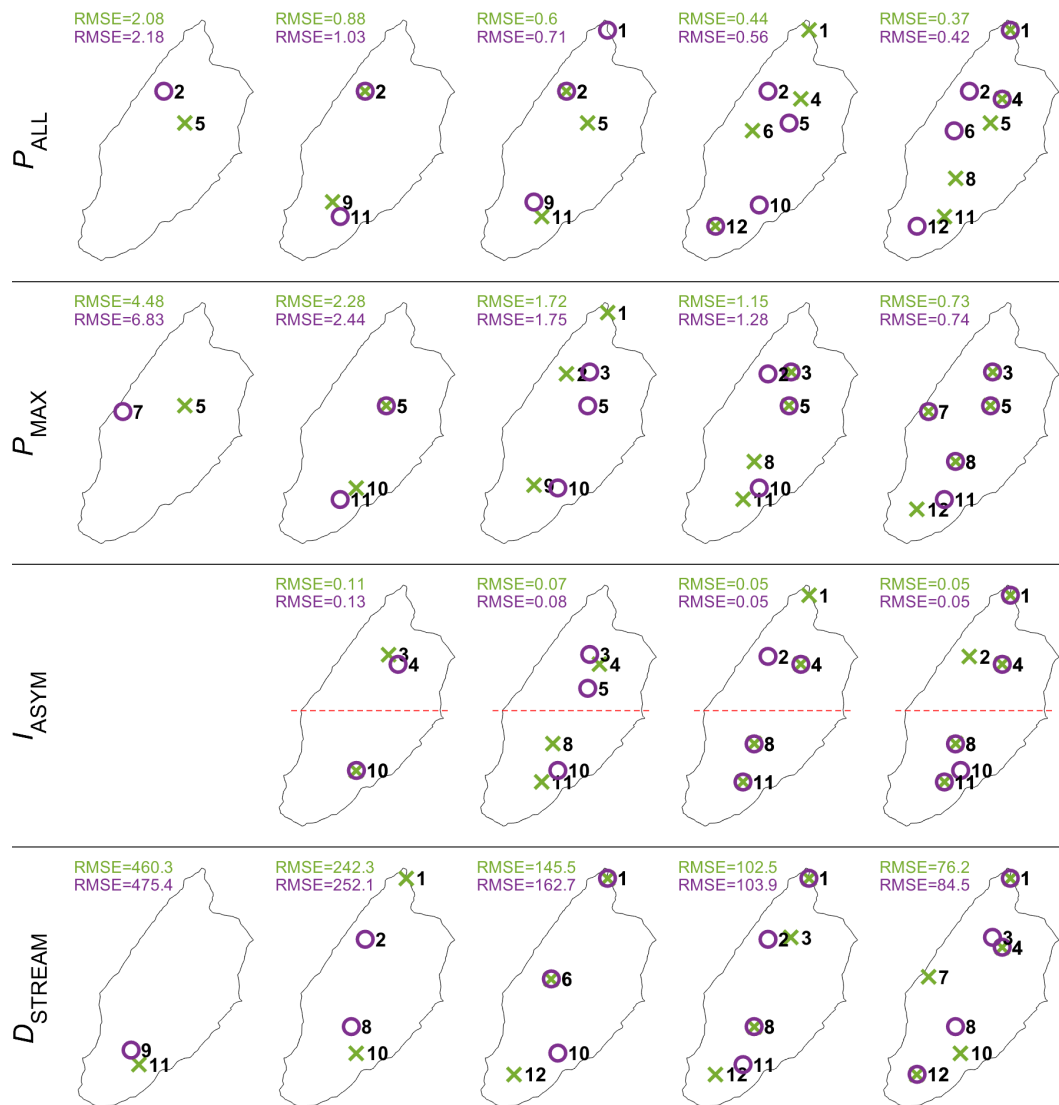 P ALL
RMSE=2.08
RMSE=2.18
2
5
RMSE=0.88
RMSE=1.03
2
9
11
RMSE=0.6
RMSE=0.71
1
2
5
9
11
RMSE=0.44
RMSE=0.56
1
2
4
5
6
10
12
RMSE=0.37
RMSE=0.42
1
2
4
5
6
8
11
12
P MAX
RMSE=4.48
RMSE=6.83
5
7
RMSE=2.28
RMSE=2.44
5
10
11
RMSE=1.72
RMSE=1.75
1
2
3
5
9
10
RMSE=1.15
RMSE=1.28
2
3
5
8
10
11
RMSE=0.73
RMSE=0.74
3
5
7
8
11
12
I ASYM
RMSE=0.11
RMSE=0.13
3
4
10
RMSE=0.07
RMSE=0.08
3
4
5
8
10
11
RMSE=0.05
RMSE=0.05
1
2
4
8
11
RMSE=0.05
RMSE=0.05
1
2
4
8
10
11
D STREAM
RMSE=460.3
RMSE=475.4
9
11
RMSE=242.3
RMSE=252.1
1
2
8
10
RMSE=145.5
RMSE=162.7
1
6
10
12
RMSE=102.5
RMSE=103.9
1
2
3
8
11
12
RMSE=76.2
RMSE=84.5
1
3
4
7
8
10
12